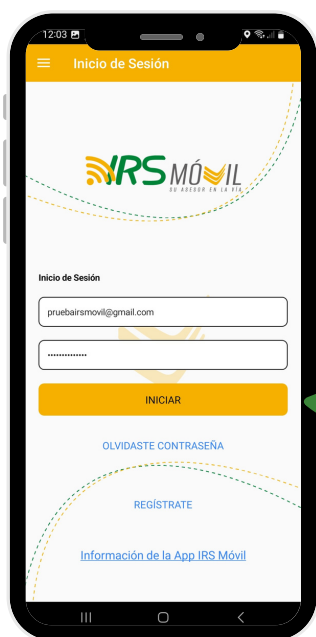 12:03
Inicio de Sesión
IRS MÓVIL
SU ASESOR EN LA VÍA
Inicio de Sesión
pruebairsmovil@gmail.com
••••••••••••••
INICIAR
OLVIDASTE CONTRASEÑA
REGÍSTRATE
Información de la App IRS Móvil